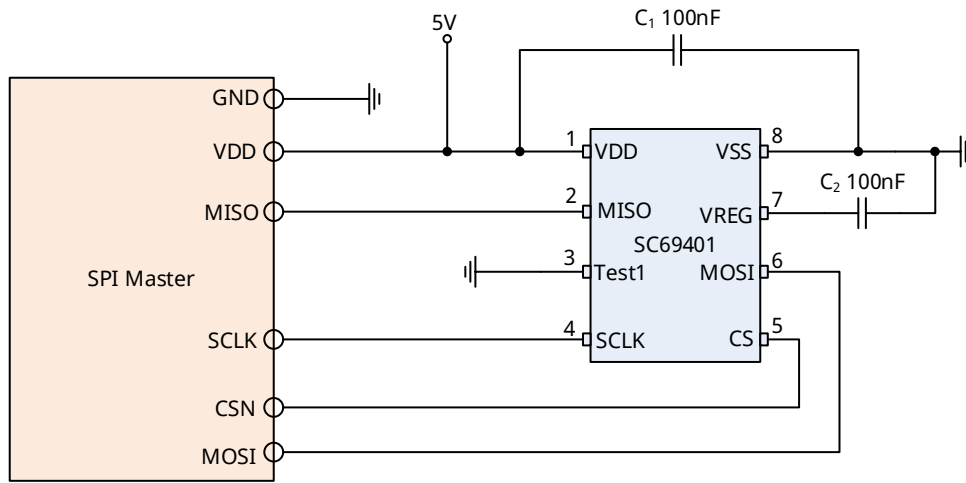 C₁ 100nF
5V
GND
VDD
MISO
SPI Master
SCLK
CSN
MOSI
1
2
3
4
VDD
MISO
Test1
SCLK
SC69401
VSS
VREG
MOSI
CS
8
7
6
5
C₂ 100nF